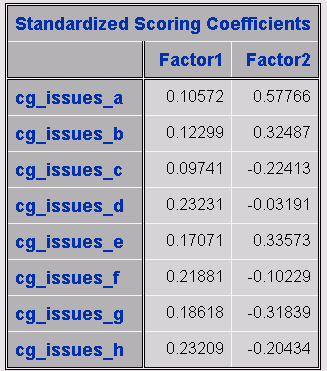 Standardized Scoring Coefficients
Factor1 Factor2
cg_issues_a 0.10572 0.57766
cg_issues_b 0.12299 0.32487
cg_issues_c 0.09741 -0.22413
cg_issues_d 0.23231 -0.03191
cg_issues_e 0.17071 0.33573
cg_issues_f 0.21881 -0.10229
cg_issues_g 0.18618 -0.31839
cg_issues_h 0.23209 -0.20434